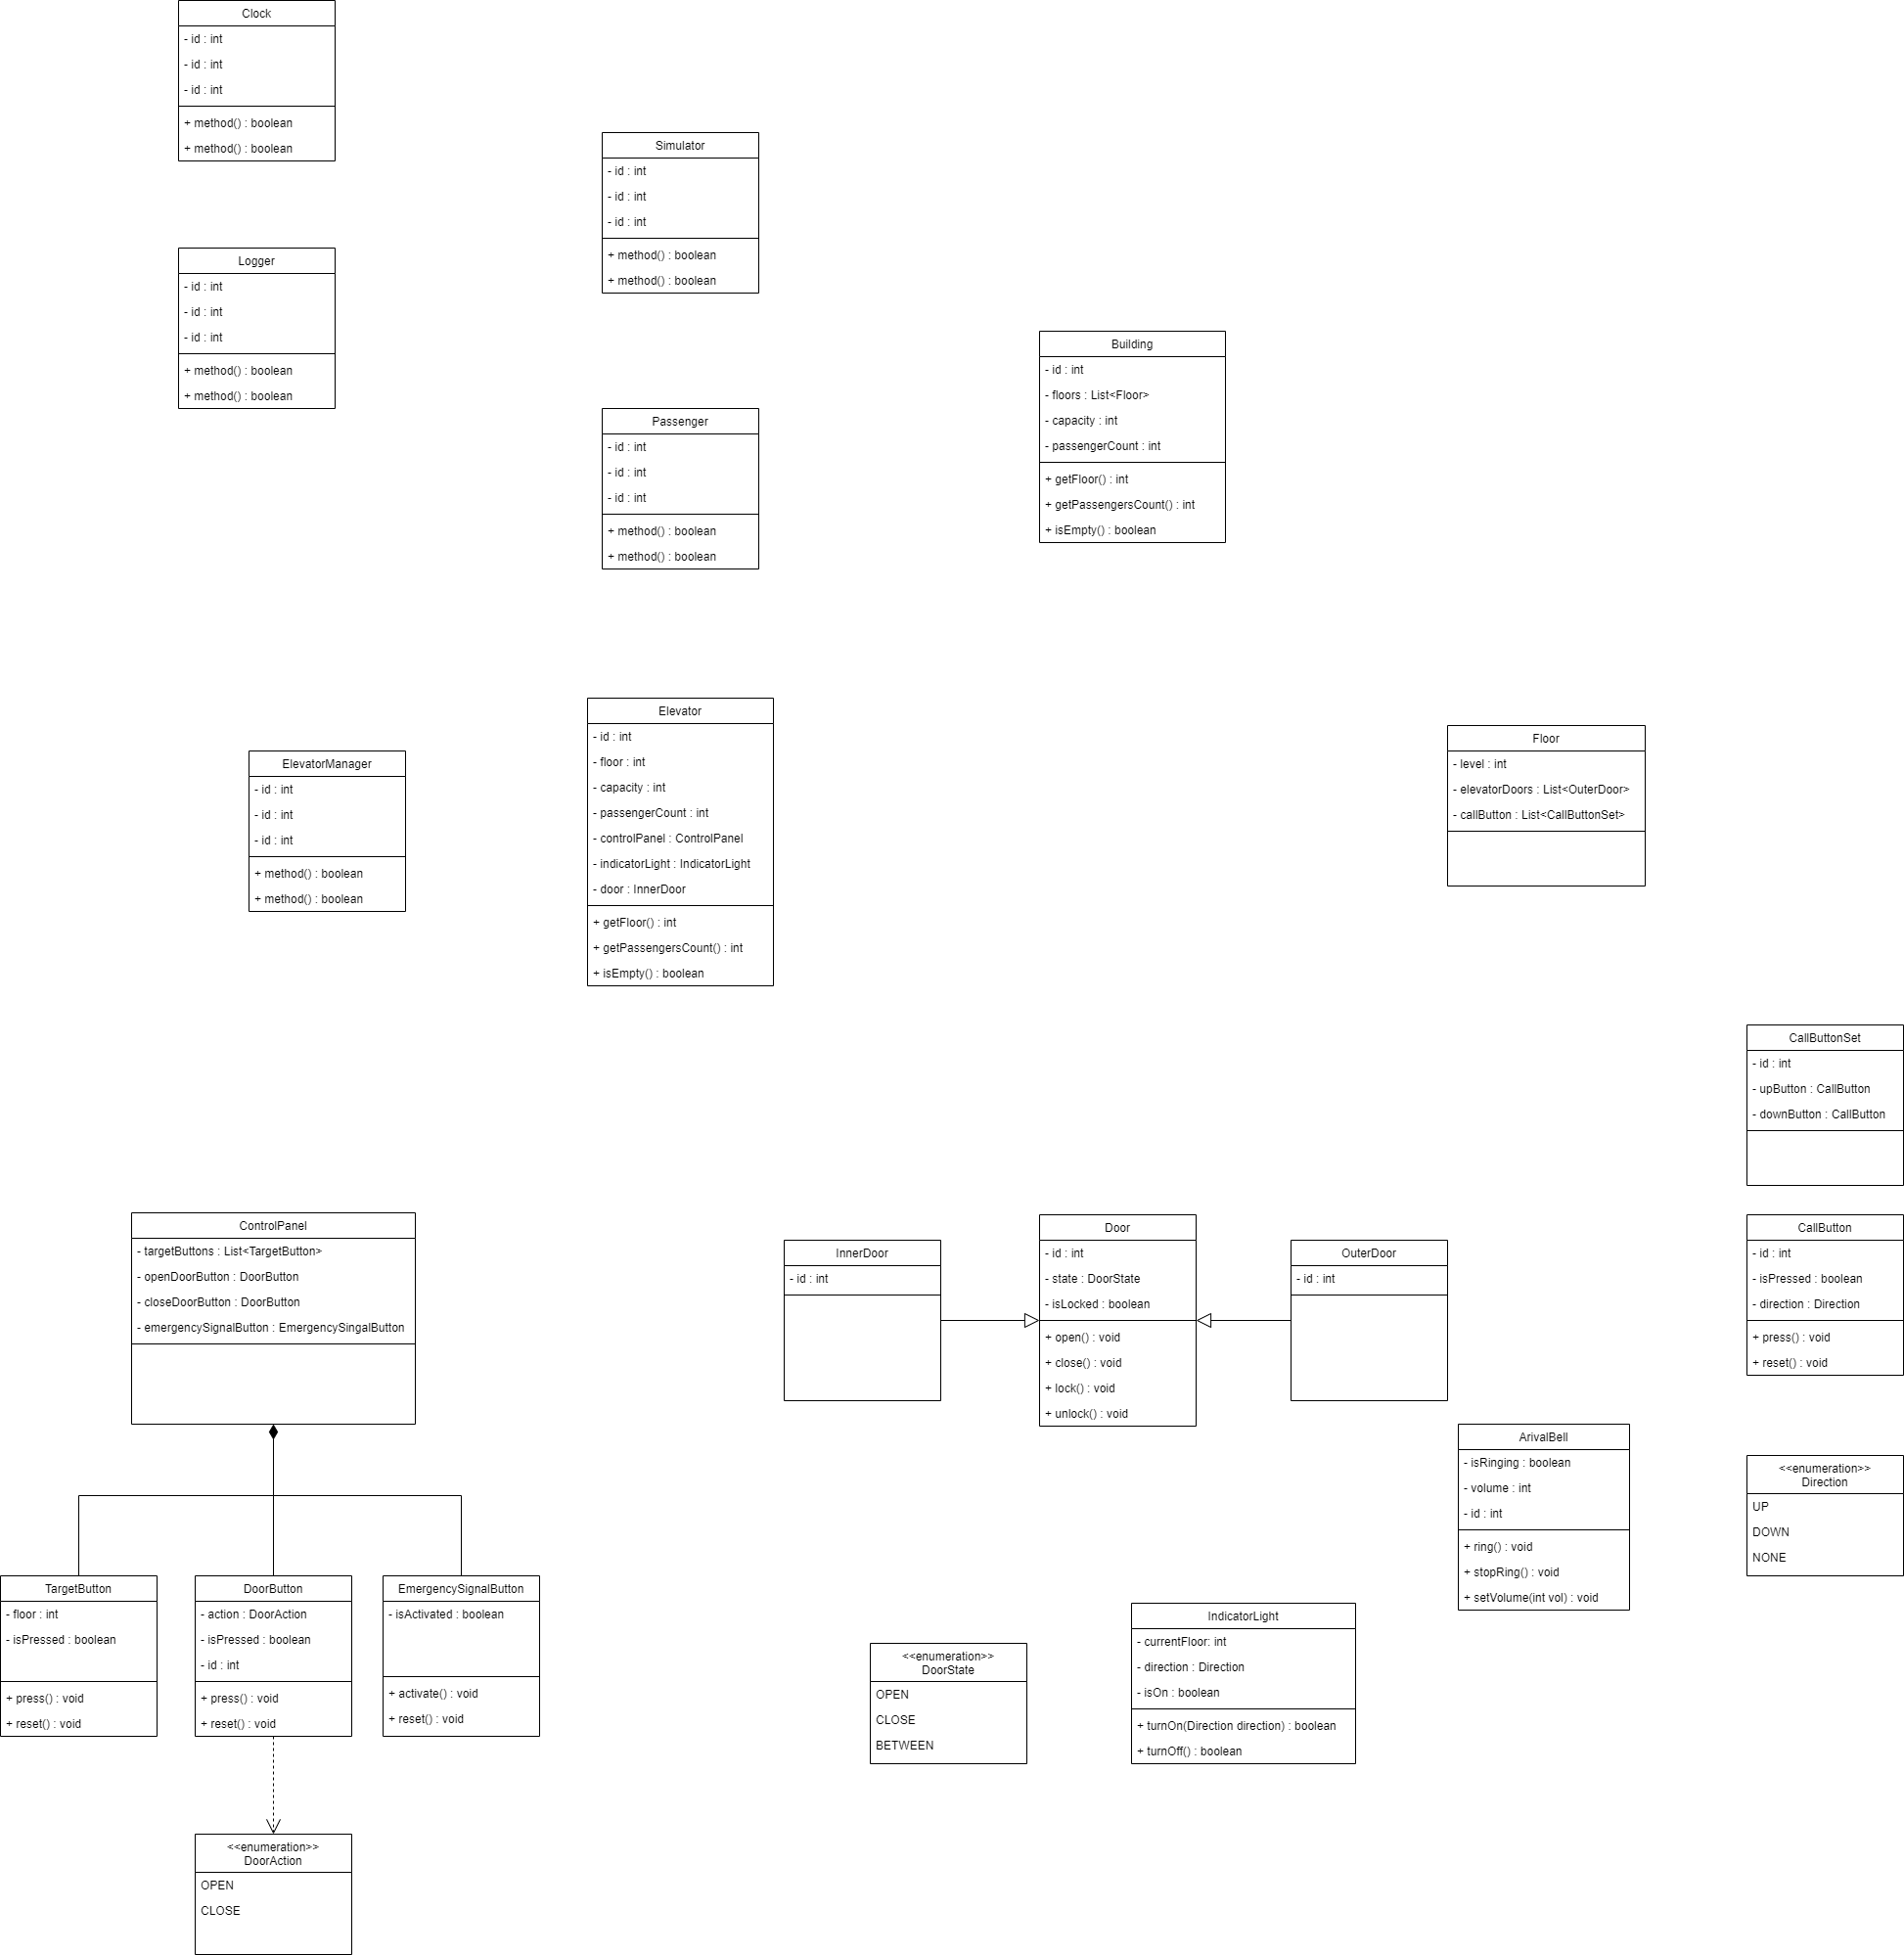 Clock
- id : int
- id : int
- id : int
+ method() : boolean
+ method() : boolean
Simulator
- id : int
- id : int
- id : int
+ method() : boolean
+ method() : boolean
Logger
- id : int
- id : int
- id : int
+ method() : boolean
+ method() : boolean
Building
- id : int
- floors : List<Floor>
- capacity : int
- passengerCount : int
+ getFloor() : int
+ getPassengersCount() : int
+ isEmpty() : boolean
Passenger
- id : int
- id : int
- id : int
+ method() : boolean
+ method() : boolean
Elevator
- id : int
- floor : int
- capacity : int
- passengerCount : int
- controlPanel : ControlPanel
- indicatorLight : IndicatorLight
- door : InnerDoor
+ getFloor() : int
+ getPassengersCount() : int
+ isEmpty() : boolean
Floor
- level : int
- elevatorDoors : List<OuterDoor>
- callButton : List<CallButtonSet>
ElevatorManager
- id : int
- id : int
- id : int
+ method() : boolean
+ method() : boolean
CallButtonSet
- id : int
- upButton : CallButton
- downButton : CallButton
ControlPanel
- targetButtons : List<TargetButton>
- openDoorButton : DoorButton
- closeDoorButton : DoorButton
- emergencySignalButton : EmergencySingalButton
InnerDoor
- id : int
Door
- id : int
- state : DoorState
- isLocked : boolean
+ open() : void
+ close() : void
+ lock() : void
+ unlock() : void
OuterDoor
- id : int
CallButton
- id : int
- isPressed : boolean
- direction : Direction
+ press() : void
+ reset() : void
ArivalBell
- isRinging : boolean
- volume : int
- id : int
+ ring() : void
+ stopRing() : void
+ setVolume(int vol) : void
<<enumeration>>
Direction
UP
DOWN
NONE
TargetButton
- floor : int
- isPressed : boolean
+ press() : void
+ reset() : void
DoorButton
- action : DoorAction
- isPressed : boolean
- id : int
+ press() : void
+ reset() : void
EmergencySignalButton
- isActivated : boolean
+ activate() : void
+ reset() : void
IndicatorLight
- currentFloor: int
- direction : Direction
- isOn : boolean
+ turnOn(Direction direction) : boolean
+ turnOff() : boolean
<<enumeration>>
DoorState
OPEN
CLOSE
BETWEEN
<<enumeration>>
DoorAction
OPEN
CLOSE